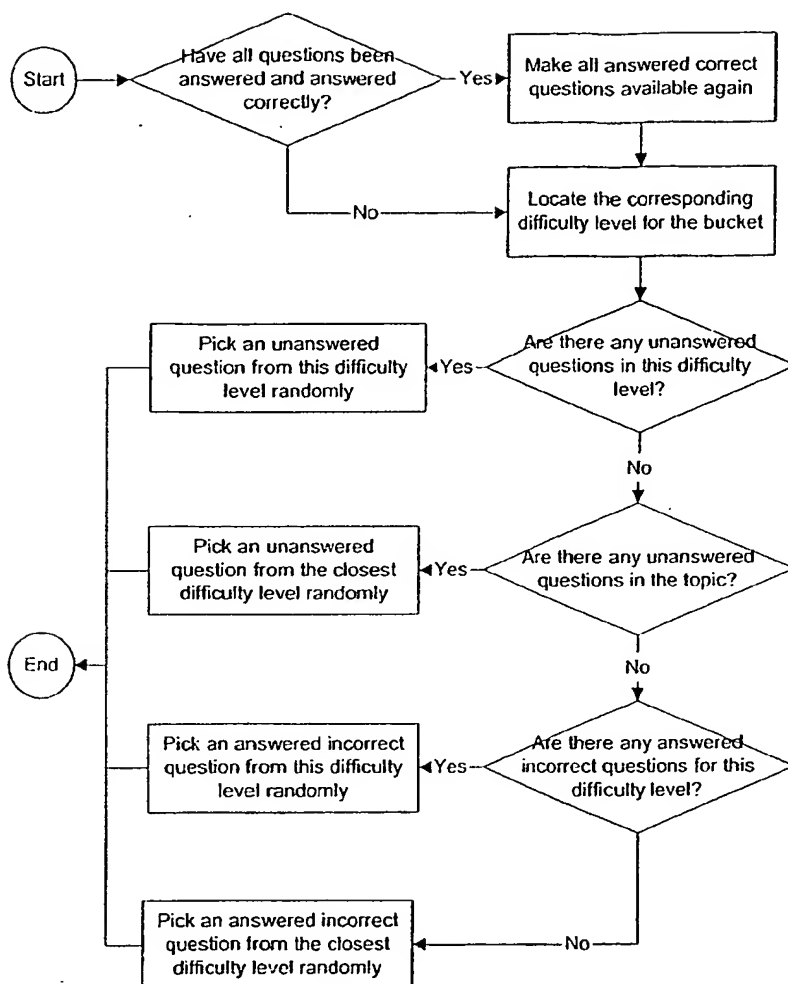 Start
Have all questions been
answered and answered
correctly?
Yes
Make all answered correct
questions available again
No
Locate the corresponding
difficulty level for the bucket
Pick an unanswered
question from this difficulty
level randomly
Yes
Are there any unanswered
questions in this difficulty
level?
No
Pick an unanswered
question from the closest
difficulty level randomly
Yes
Are there any unanswered
questions in the topic?
End
No
Pick an answered incorrect
question from this difficulty
level randomly
Yes
Are there any answered
incorrect questions for this
difficulty level?
Pick an answered incorrect
question from the closest
difficulty level randomly
No